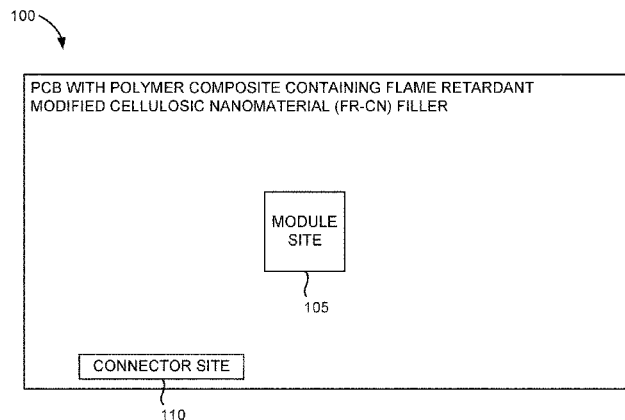 100
PCB WITH POLYMER COMPOSITE CONTAINING FLAME RETARDANT
MODIFIED CELLULOSIC NANOMATERIAL (FR-CN) FILLER
MODULE
SITE
105
CONNECTOR SITE
110